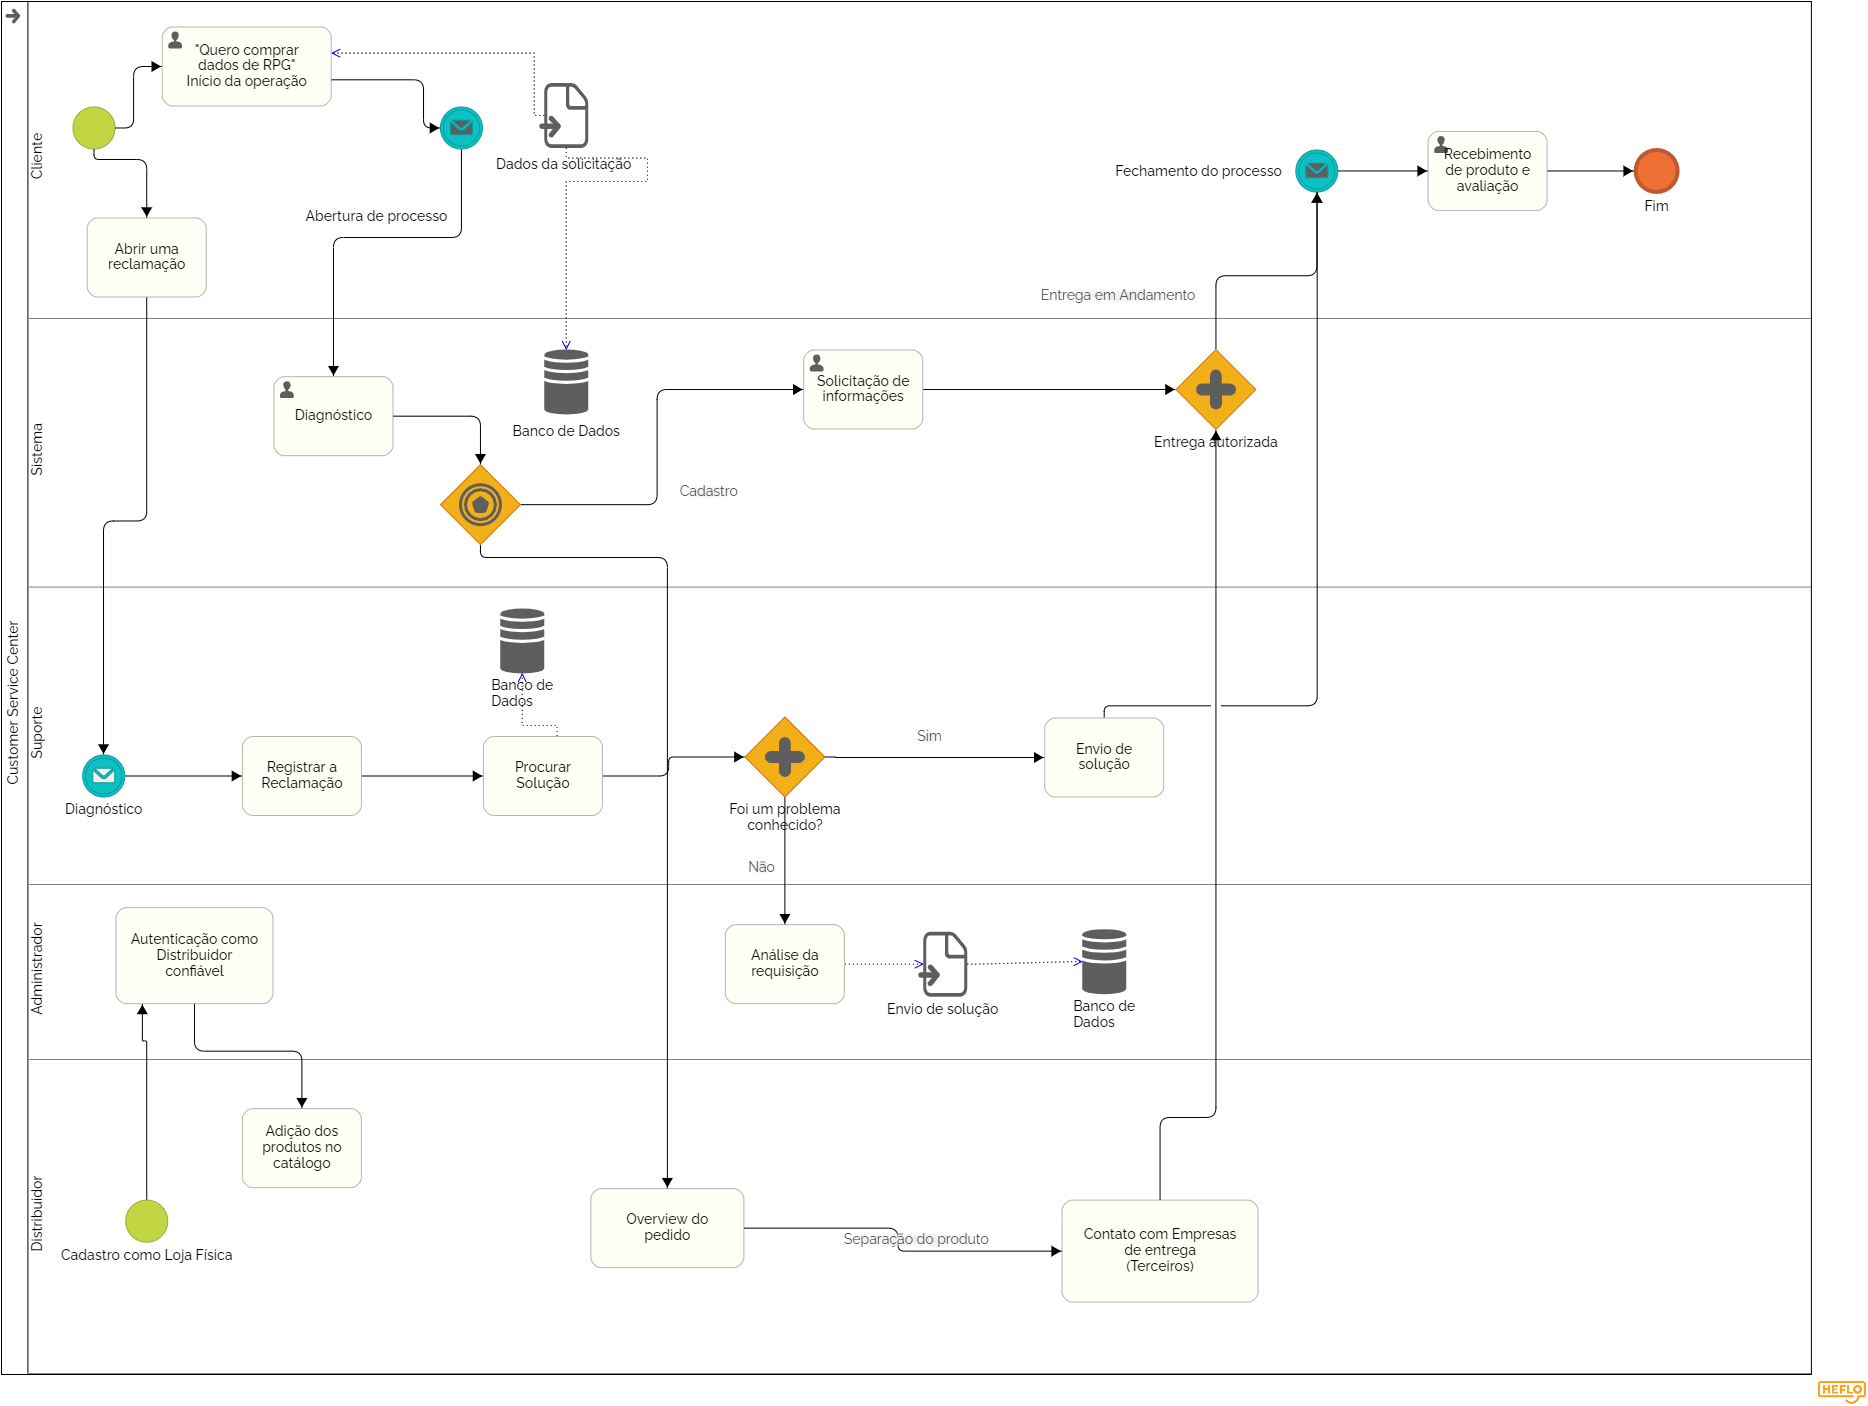 Customer Service Center
Cliente
"Quero comprar
dados de RPG"
Início da operação
Dados da solicitação
Abertura de processo
Abrir uma
reclamação
Fechamento do processo
Recebimento
de produto e
avaliação
Fim
Entrega em Andamento
Sistema
Diagnóstico
Banco de Dados
Solicitação de
informações
Entrega autorizada
Cadastro
Suporte
Banco de
Dados
Diagnóstico
Registrar a
Reclamação
Procurar
Solução
Foi um problema
conhecido?
Sim
Não
Envio de
solução
Administrador
Autenticação como
Distribuidor
confiável
Análise da
requisição
Envio de solução
Banco de
Dados
Distribuidor
Adição dos
produtos no
catálogo
Cadastro como Loja Física
Overview do
pedido
Separação do produto
Contato com Empresas
de entrega
(Terceiros)
HEFLO